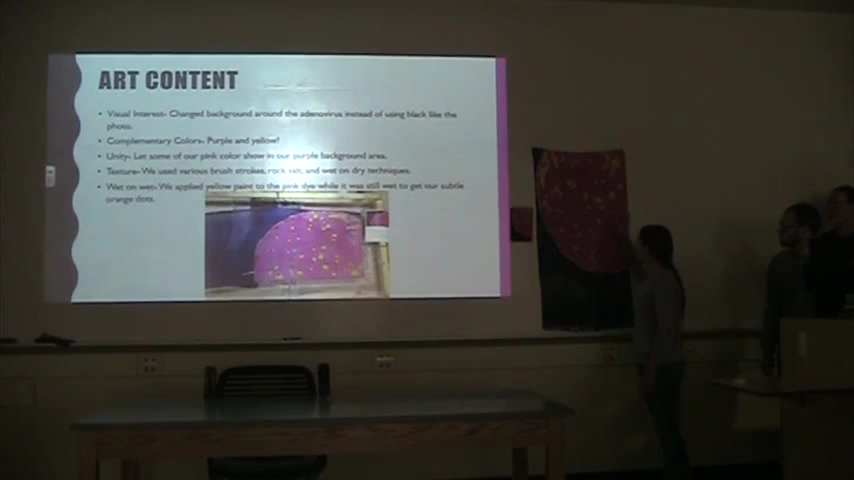 ART CONTENT
• Visual Interest- Changed background around the adenovirus instead of using black like the
photo.
• Complementary Colors- Purple and yellow!
• Unity- Let some of our pink color show in our purple background area.
• Texture- We used various brush strokes, rock salt, and wet on dry techniques.
• Wet on wet- We applied yellow paint to the pink dye while it was still wet to get our subtle
orange dots.